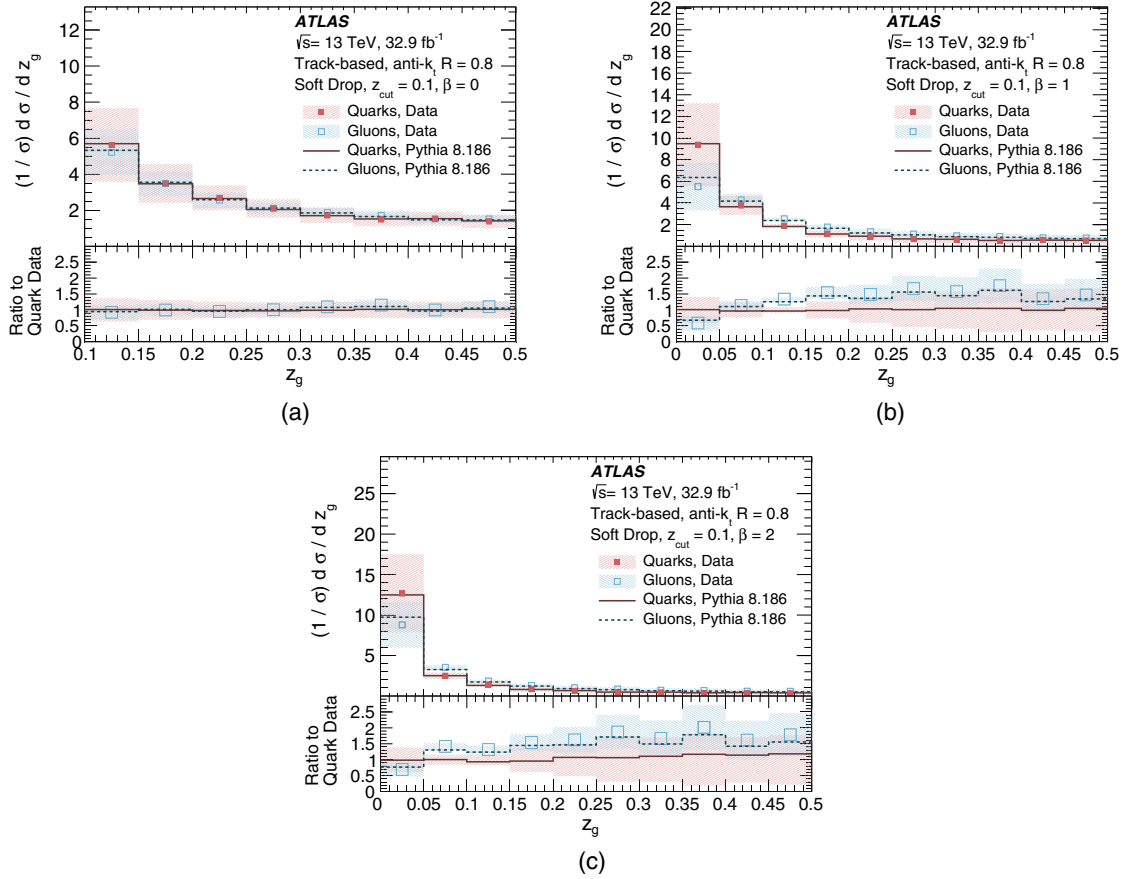 ATLAS
√s= 13 TeV, 32.9 fb-1
Track-based, anti-kt R = 0.8
Soft Drop, zcut = 0.1, β = 0
Quarks, Data
Gluons, Data
Quarks, Pythia 8.186
Gluons, Pythia 8.186
(1 / σ) d σ / d zg
12
10
8
6
4
2
Ratio to
Quark Data
2.5
2
1.5
1
0.5
0
0.1 0.15 0.2 0.25 0.3 0.35 0.4 0.45 0.5
zg
(a)
ATLAS
√s= 13 TeV, 32.9 fb-1
Track-based, anti-kt R = 0.8
Soft Drop, zcut = 0.1, β = 1
Quarks, Data
Gluons, Data
Quarks, Pythia 8.186
Gluons, Pythia 8.186
(1 / σ) d σ / d zg
22
20
18
16
14
12
10
8
6
4
2
Ratio to
Quark Data
2.5
2
1.5
1
0.5
0
0 0.05 0.1 0.15 0.2 0.25 0.3 0.35 0.4 0.45 0.5
zg
(b)
ATLAS
√s= 13 TeV, 32.9 fb-1
Track-based, anti-kt R = 0.8
Soft Drop, zcut = 0.1, β = 2
Quarks, Data
Gluons, Data
Quarks, Pythia 8.186
Gluons, Pythia 8.186
(1 / σ) d σ / d zg
25
20
15
10
5
Ratio to
Quark Data
2.5
2
1.5
1
0.5
0
0 0.05 0.1 0.15 0.2 0.25 0.3 0.35 0.4 0.45 0.5
zg
(c)